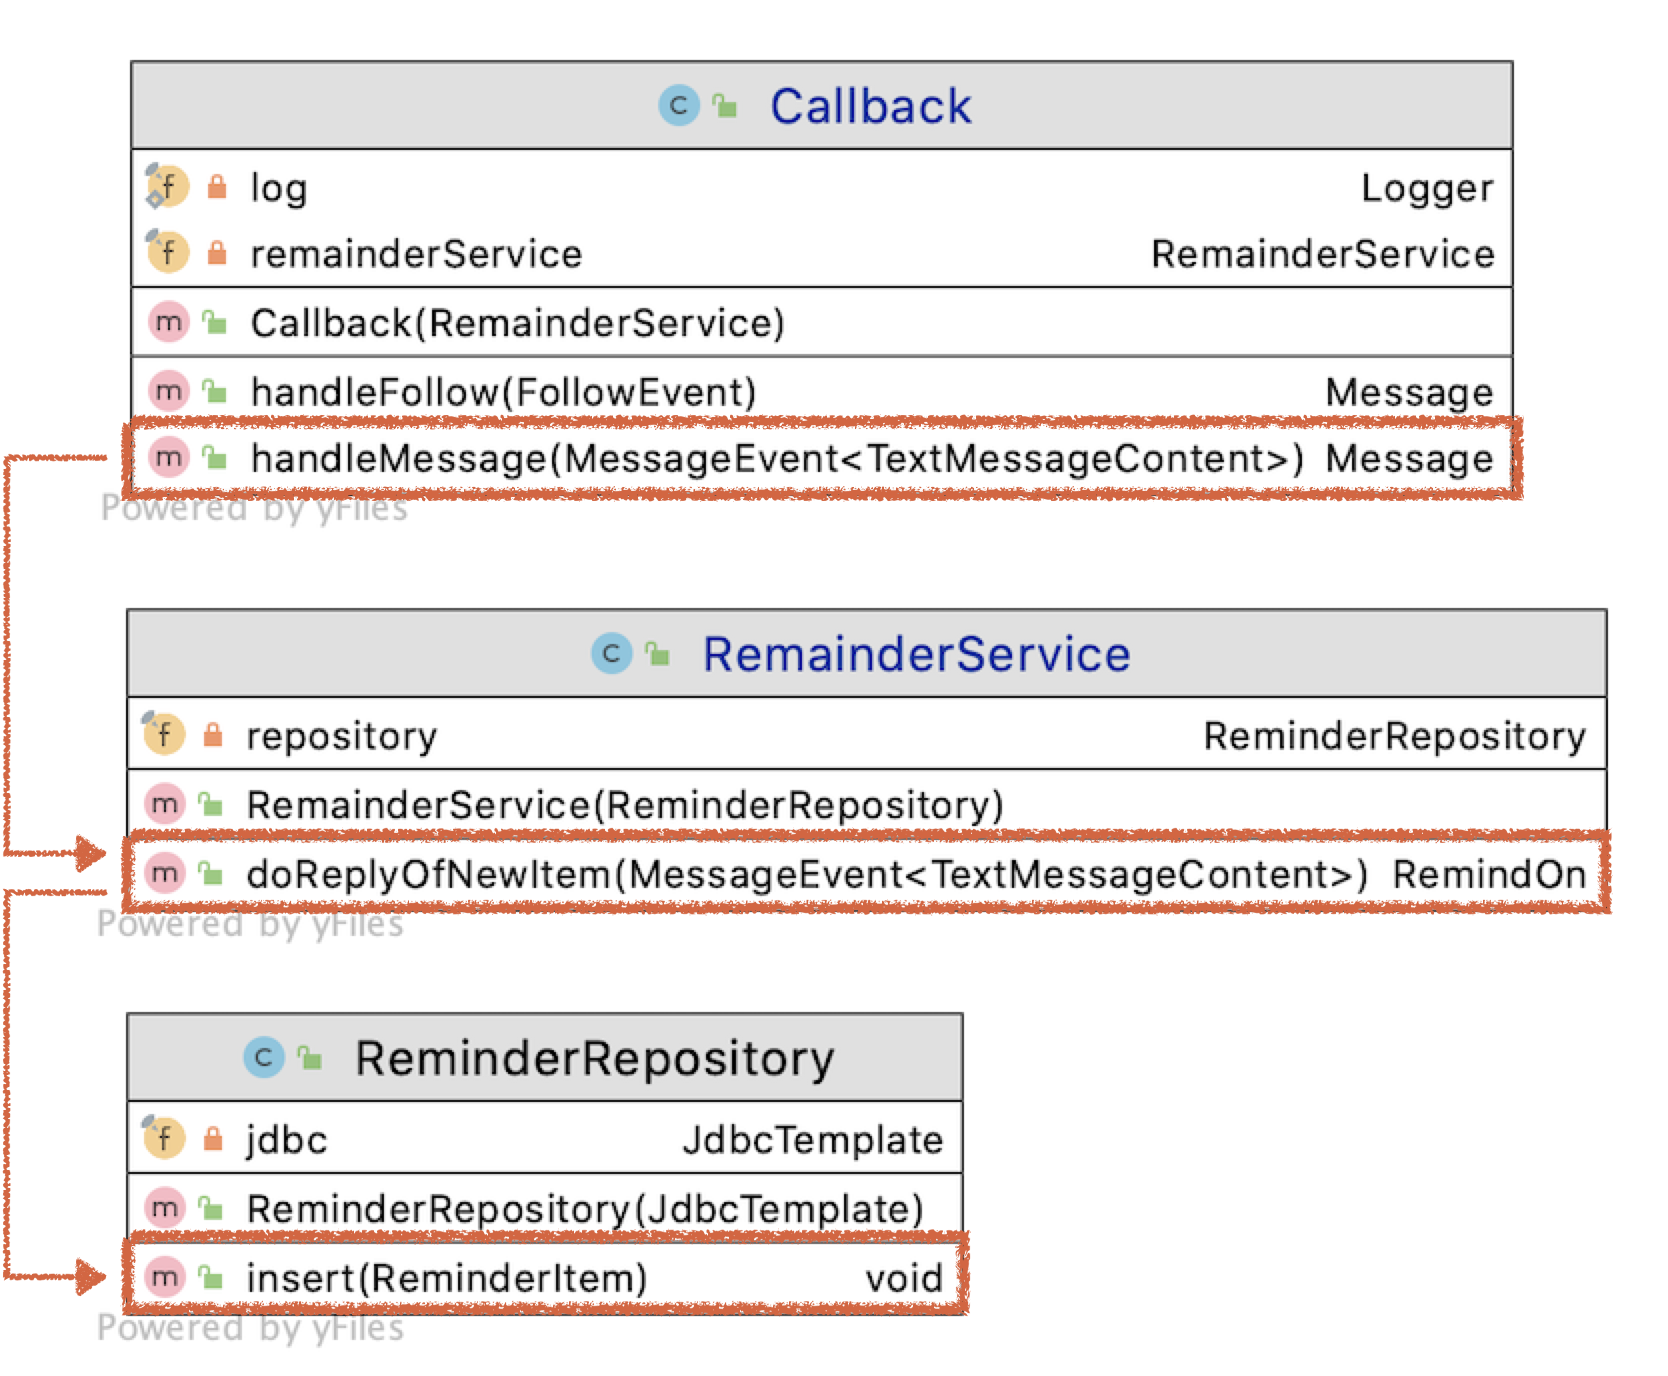 Callback
log Logger
remainderService RemainderService
Callback(RemainderService)
handleFollow(FollowEvent) Message
handleMessage(MessageEvent<TextMessageContent>) Message
Powered by yFiles
RemainderService
repository ReminderRepository
RemainderService(ReminderRepository)
doReplyOfNewItem(MessageEvent<TextMessageContent>) RemindOn
Powered by yFiles
ReminderRepository
jdbc JdbcTemplate
ReminderRepository(JdbcTemplate)
insert(ReminderItem) void
Powered by yFiles